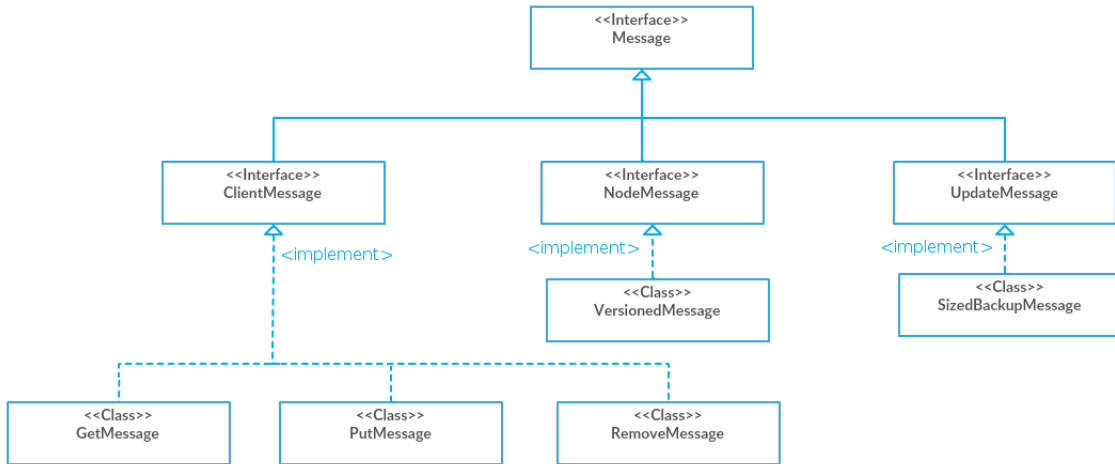 <<Interface>>
Message
<<Interface>>
ClientMessage
<<Interface>>
NodeMessage
<<Interface>>
UpdateMessage
<implement>
<implement>
<implement>
<<Class>>
VersionedMessage
<<Class>>
SizedBackupMessage
<<Class>>
GetMessage
<<Class>>
PutMessage
<<Class>>
RemoveMessage